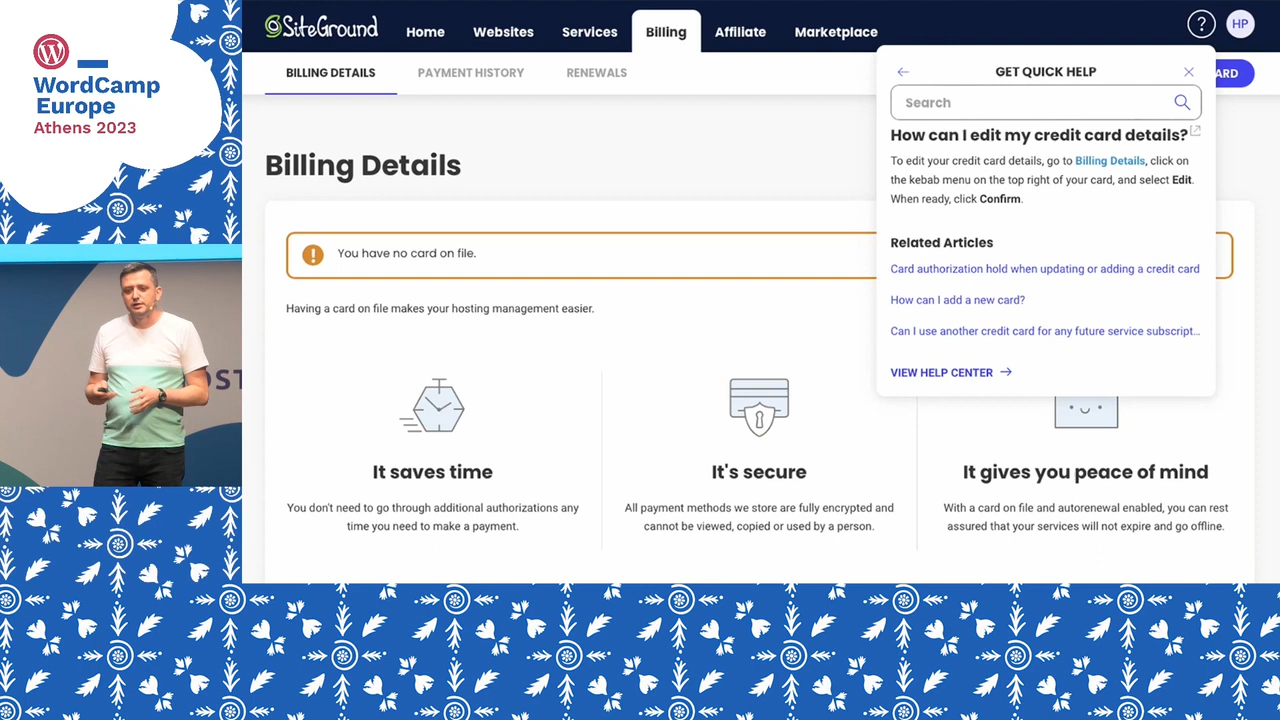 WordCamp
Europe
Athens 2023
SiteGround
Home
Websites
Services
Billing
Affiliate
Marketplace
?
HP
BILLING DETAILS
PAYMENT HISTORY
RENEWALS
ARD
GET QUICK HELP
Search
How can I edit my credit card details?
To edit your credit card details, go to Billing Details, click on
the kebab menu on the top right of your card, and select Edit.
When ready, click Confirm.
Related Articles
Card authorization hold when updating or adding a credit card
How can I add a new card?
Can I use another credit card for any future service subscript...
VIEW HELP CENTER
Billing Details
You have no card on file.
Having a card on file makes your hosting management easier.
It saves time
You don't need to go through additional authorizations any
time you need to make a payment.
It's secure
All payment methods we store are fully encrypted and
cannot be viewed, copied or used by a person.
It gives you peace of mind
With a card on file and autorenewal enabled, you can rest
assured that your services will not expire and go offline.
OST